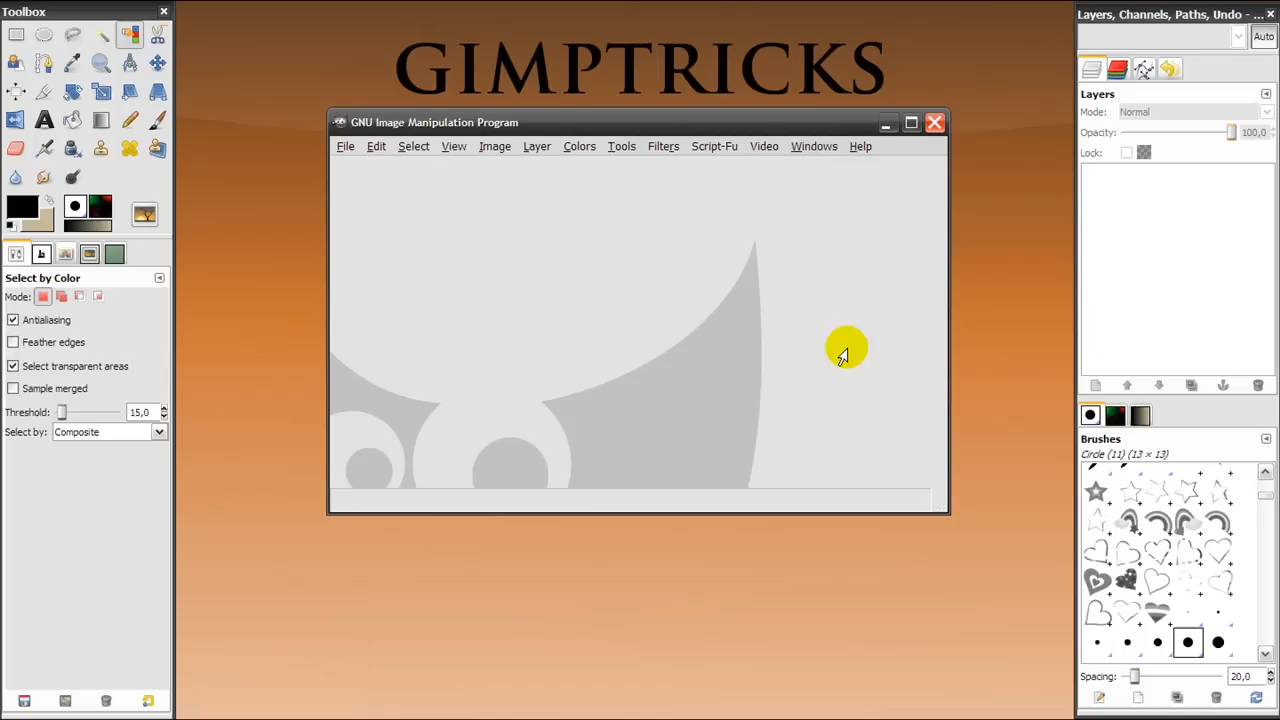 Toolbox
Layers, Channels, Paths, Undo - ...
Auto
GIMPTRICKS
GNU Image Manipulation Program
File Edit Select View Image Layer Colors Tools Filters Script-Fu Video Windows Help
Layers
Mode: Normal
Opacity: 100,0
Lock:
Select by Color
Mode:
Antialiasing
Feather edges
Select transparent areas
Sample merged
Threshold: 15,0
Select by: Composite
Brushes
Circle (11) (13 × 13)
Spacing: 20,0